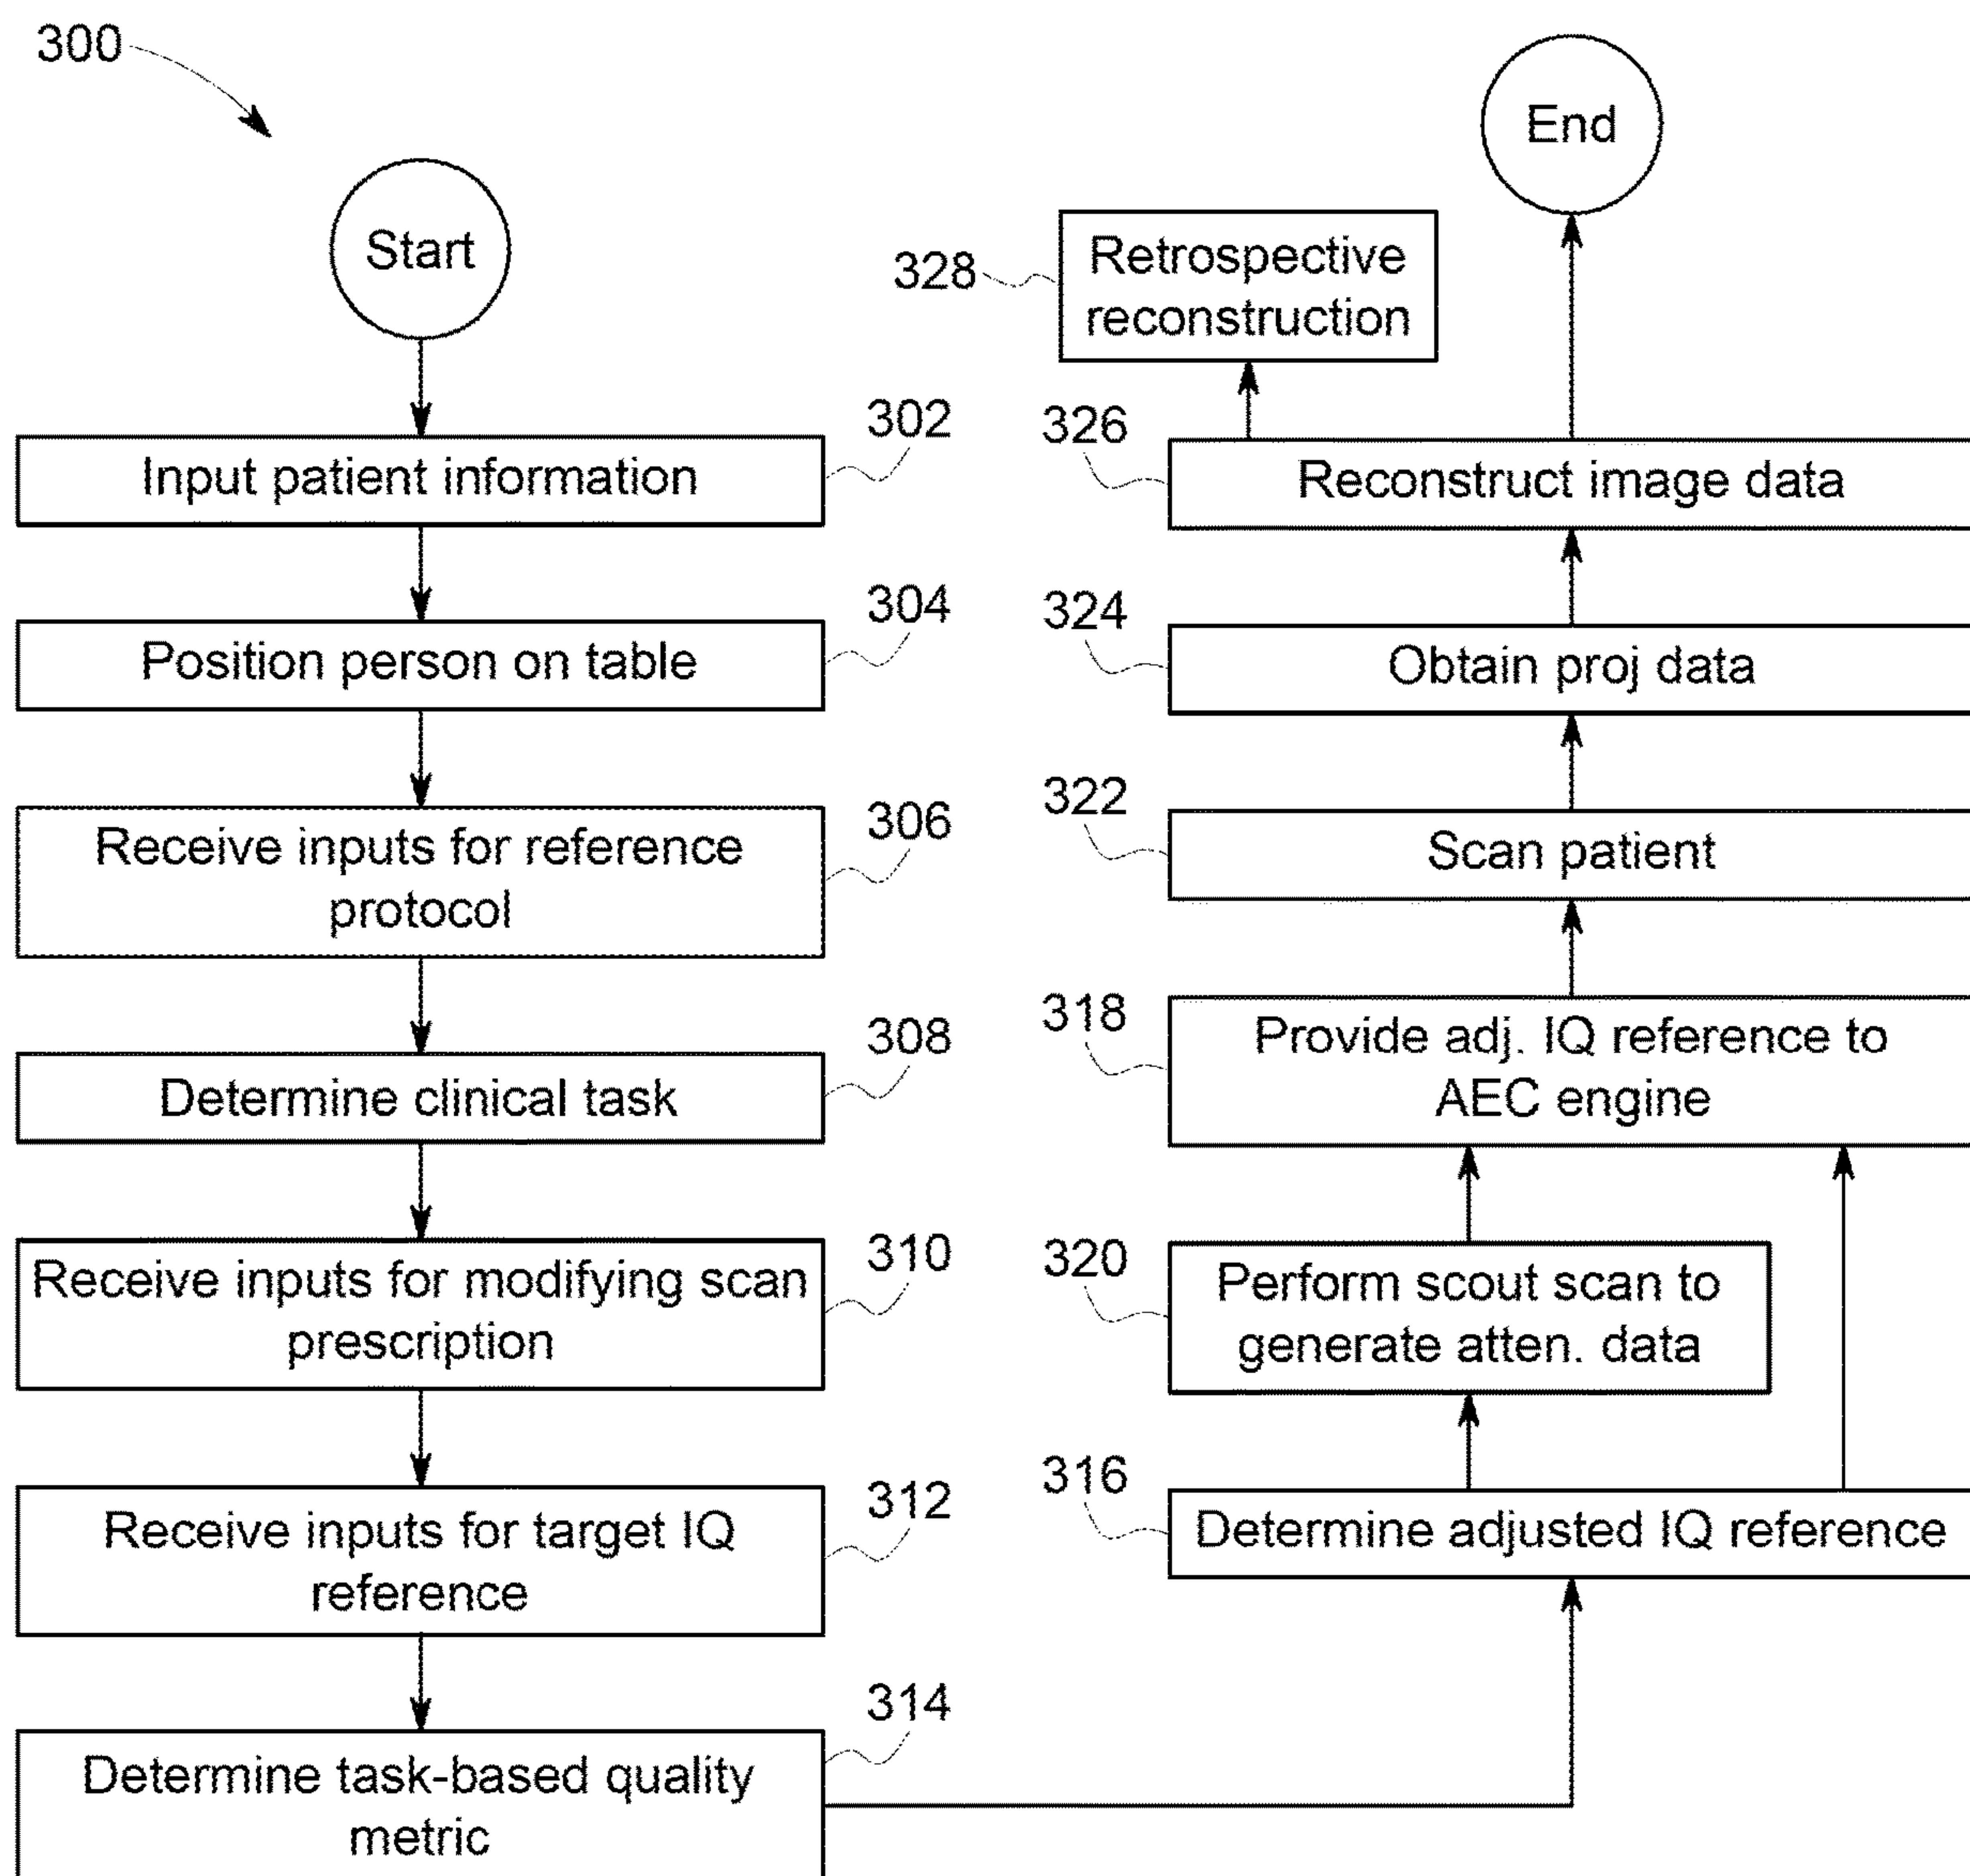 300
Start
302
Input patient information
304
Position person on table
306
Receive inputs for reference
protocol
308
Determine clinical task
310
Receive inputs for modifying scan
prescription
312
Receive inputs for target IQ
reference
314
Determine task-based quality
metric
End
328
Retrospective
reconstruction
326
Reconstruct image data
324
Obtain proj data
322
Scan patient
318
Provide adj. IQ reference to
AEC engine
320
Perform scout scan to
generate atten. data
316
Determine adjusted IQ reference